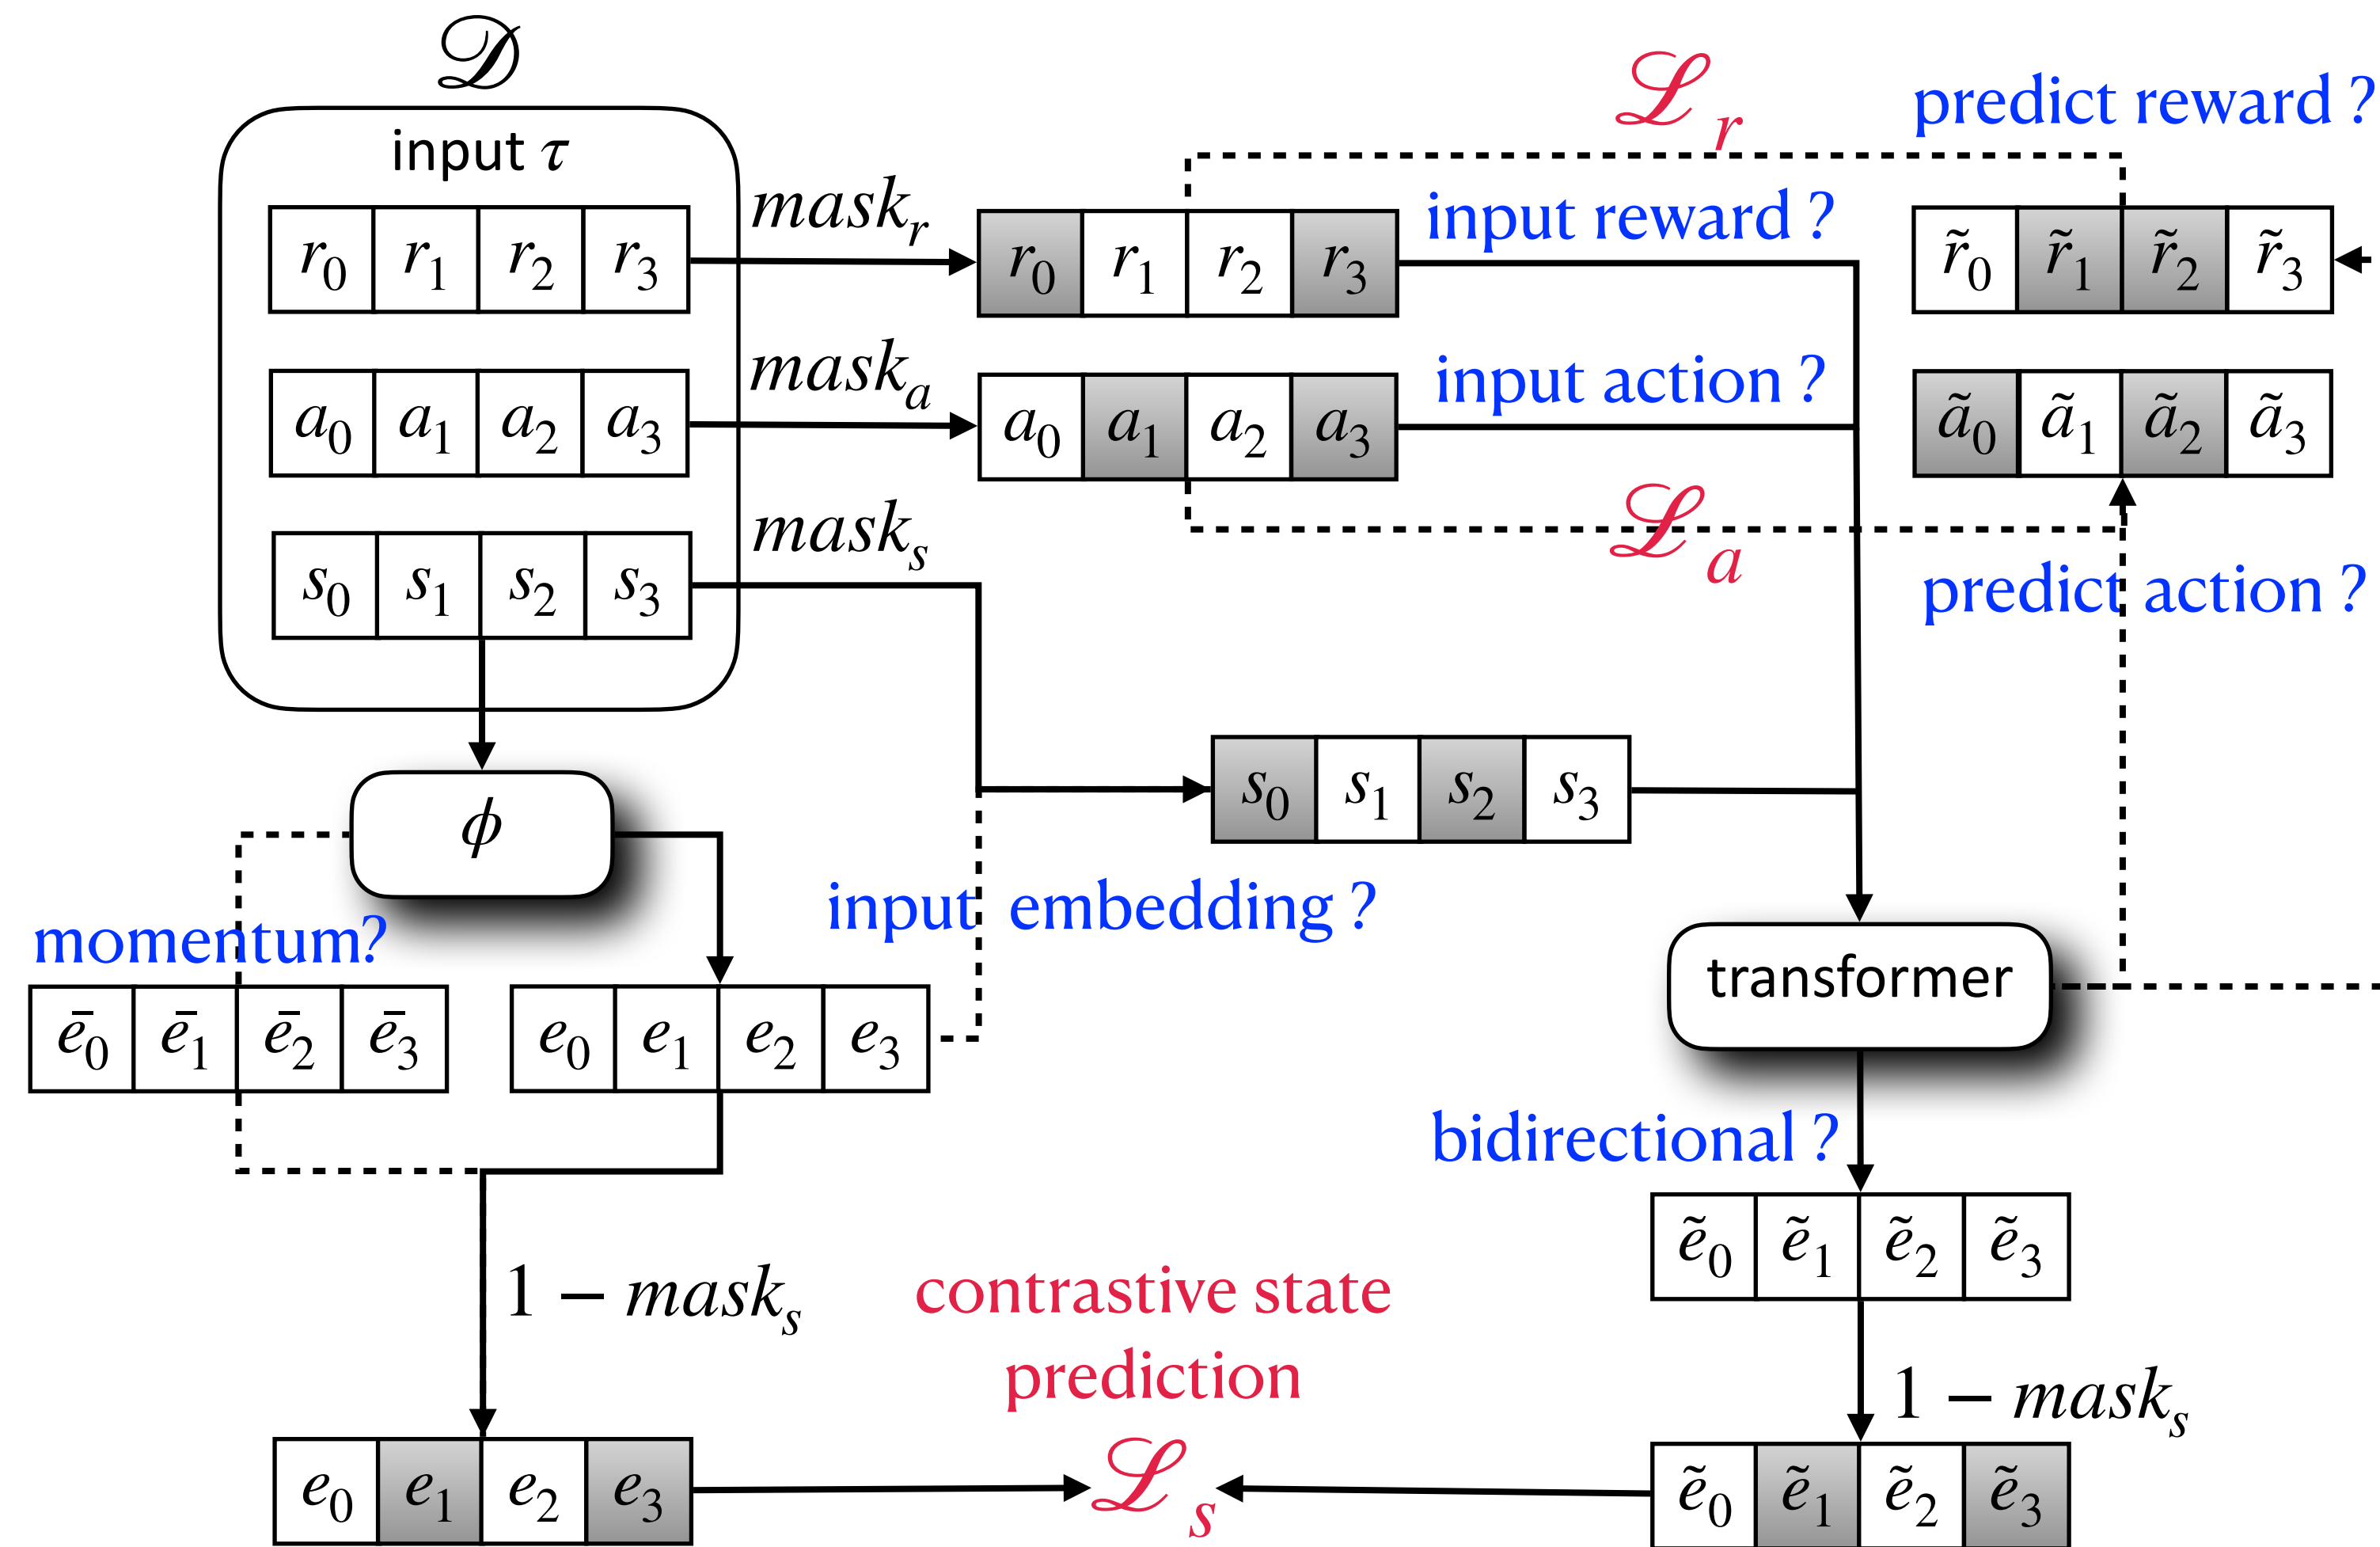 𝒟
input τ
r₀ r₁ r₂ r₃
mask_r
r₀ r₁ r₂ r₃
ℒ_r
input reward ?
predict reward ?
r̃₀ r̃₁ r̃₂ r̃₃
a₀ a₁ a₂ a₃
mask_a
a₀ a₁ a₂ a₃
input action ?
ã₀ ã₁ ã₂ ã₃
ℒ_a
predict action ?
s₀ s₁ s₂ s₃
mask_s
s₀ s₁ s₂ s₃
ϕ
momentum?
input embedding ?
transformer
ē₀ ē₁ ē₂ ē₃
e₀ e₁ e₂ e₃
bidirectional ?
ẽ₀ ẽ₁ ẽ₂ ẽ₃
1 − mask_s
contrastive state
prediction
1 − mask_s
e₀ e₁ e₂ e₃
ℒ_s
ẽ₀ ẽ₁ ẽ₂ ẽ₃